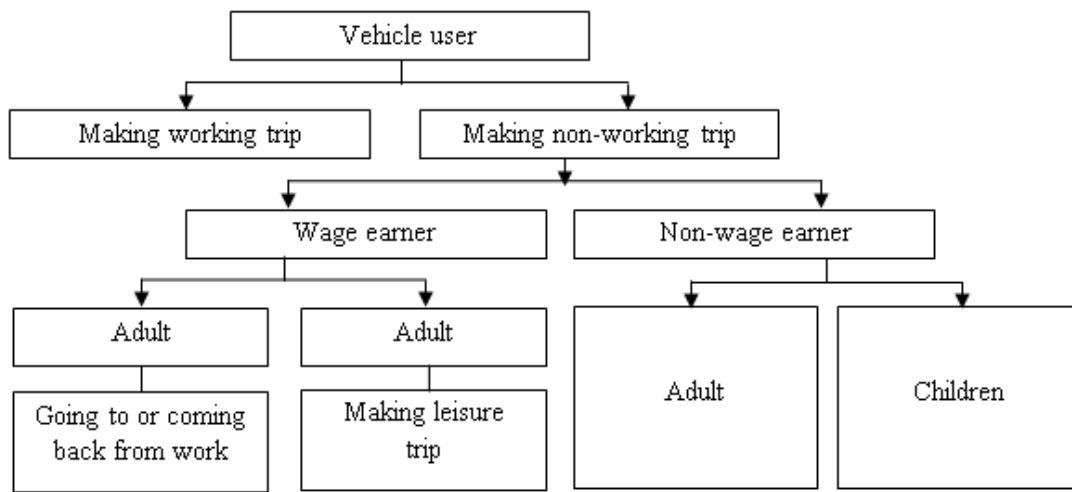 Vehicle user
Making working trip
Making non-working trip
Wage earner
Non-wage earner
Adult
Adult
Adult
Children
Going to or coming
back from work
Making leisure
trip